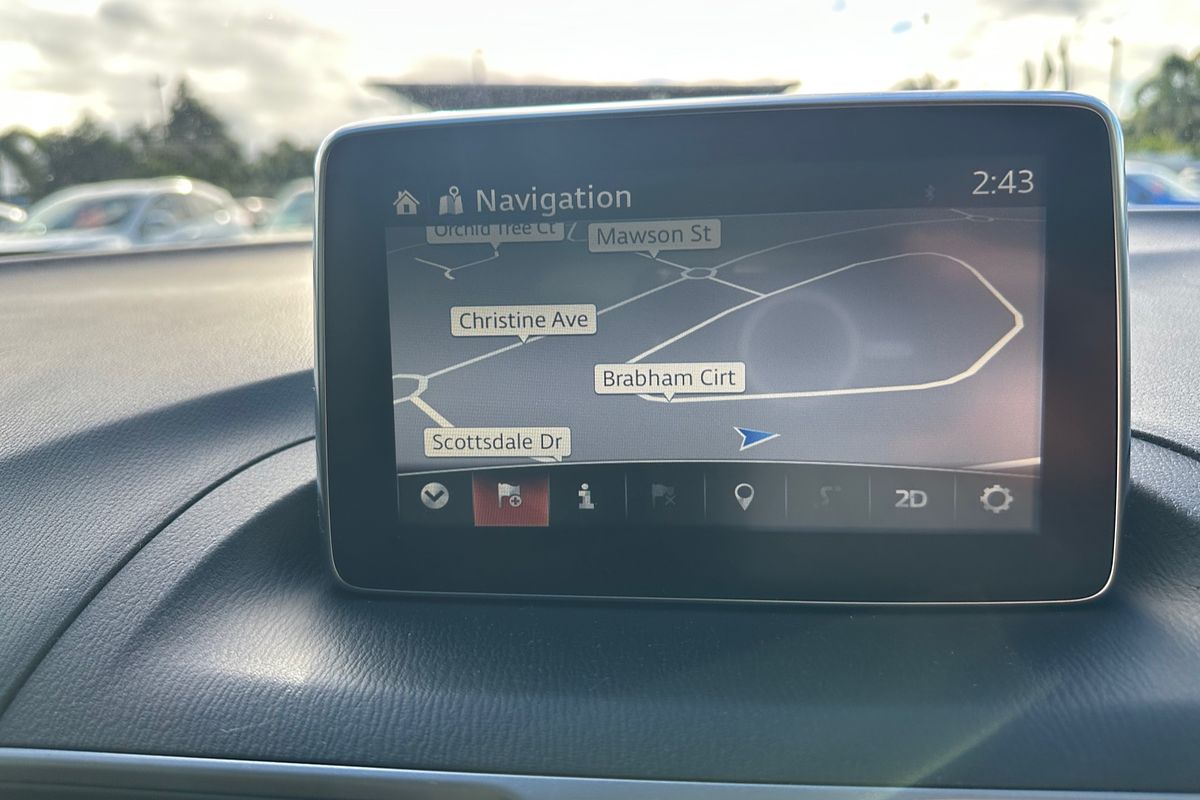 Navigation
2:43
Orchid Tree Ct
Mawson St
Christine Ave
Brabham Cirt
Scottsdale Dr
2D